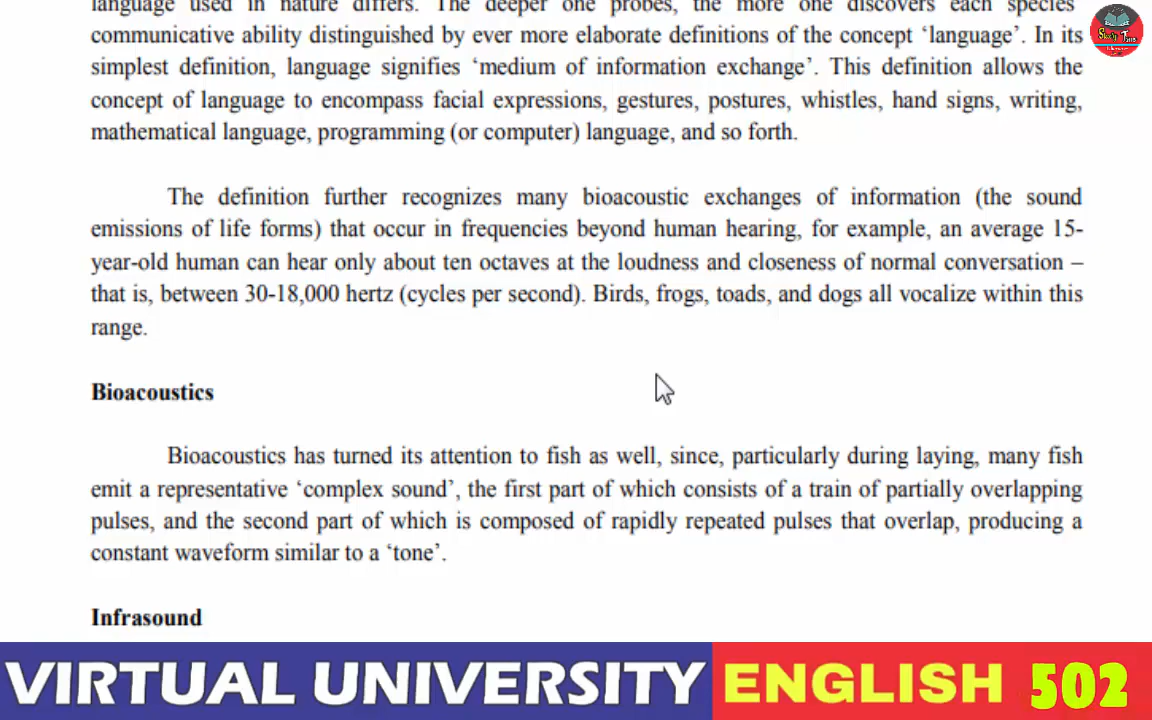 language used in nature differs. The deeper one probes, the more one discovers each species'
communicative ability distinguished by ever more elaborate definitions of the concept ‘language’. In its
simplest definition, language signifies ‘medium of information exchange’. This definition allows the
concept of language to encompass facial expressions, gestures, postures, whistles, hand signs, writing,
mathematical language, programming (or computer) language, and so forth.
The definition further recognizes many bioacoustic exchanges of information (the sound
emissions of life forms) that occur in frequencies beyond human hearing, for example, an average 15-
year-old human can hear only about ten octaves at the loudness and closeness of normal conversation –
that is, between 30-18,000 hertz (cycles per second). Birds, frogs, toads, and dogs all vocalize within this
range.
Bioacoustics
Bioacoustics has turned its attention to fish as well, since, particularly during laying, many fish
emit a representative ‘complex sound’, the first part of which consists of a train of partially overlapping
pulses, and the second part of which is composed of rapidly repeated pulses that overlap, producing a
constant waveform similar to a ‘tone’.
Infrasound
VIRTUAL UNIVERSITY ENGLISH 502